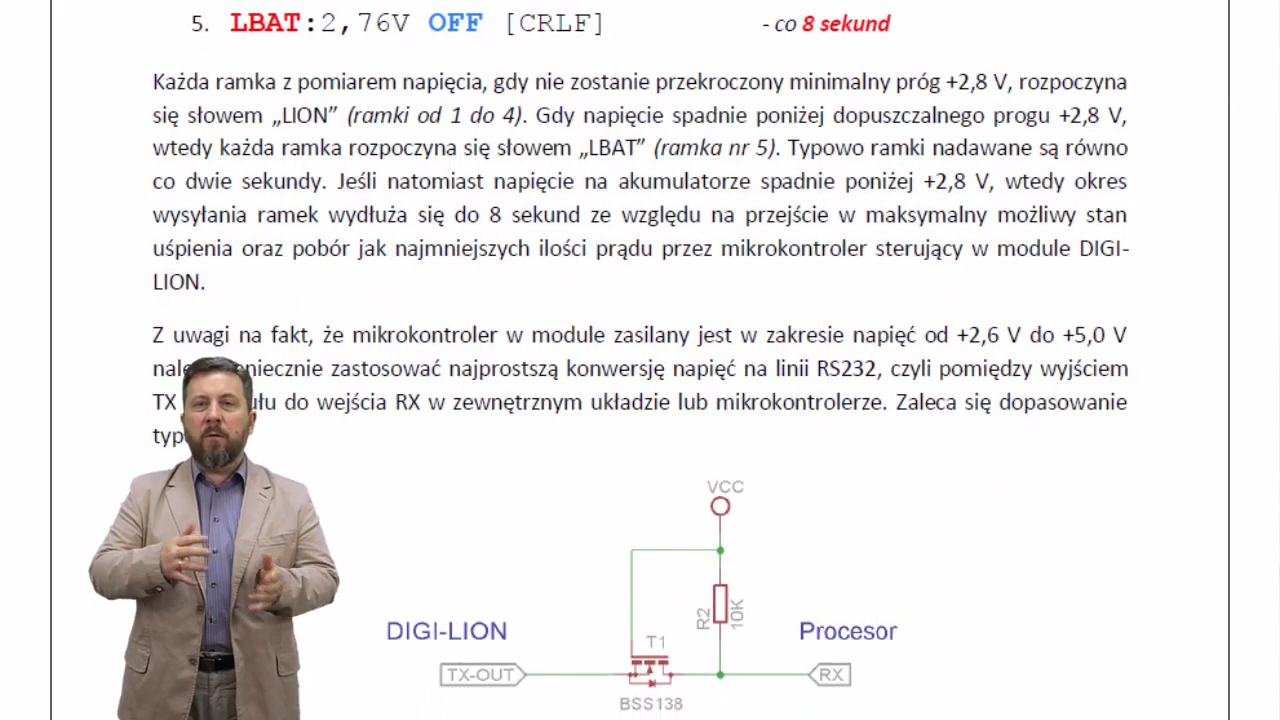 5. LBAT:2,76V OFF [CRLF] - co 8 sekund
Każda ramka z pomiarem napięcia, gdy nie zostanie przekroczony minimalny próg +2,8 V, rozpoczyna
się słowem „LION” (ramki od 1 do 4). Gdy napięcie spadnie poniżej dopuszczalnego progu +2,8 V,
wtedy każda ramka rozpoczyna się słowem „LBAT” (ramka nr 5). Typowo ramki nadawane są równo
co dwie sekundy. Jeśli natomiast napięcie na akumulatorze spadnie poniżej +2,8 V, wtedy okres
wysyłania ramek wydłuża się do 8 sekund ze względu na przejście w maksymalny możliwy stan
uśpienia oraz pobór jak najmniejszych ilości prądu przez mikrokontroler sterujący w module DIGI-
LION.
Z uwagi na fakt, że mikrokontroler w module zasilany jest w zakresie napięć od +2,6 V do +5,0 V
zastosować najprostszą konwersję napięć na linii RS232, czyli pomiędzy wyjściem
TX do wejścia RX w zewnętrznym układzie lub mikrokontrolerze. Zaleca się dopasowanie
VCC
R2
10K
DIGI-LION
T1
Procesor
TX-OUT
RX
BSS138